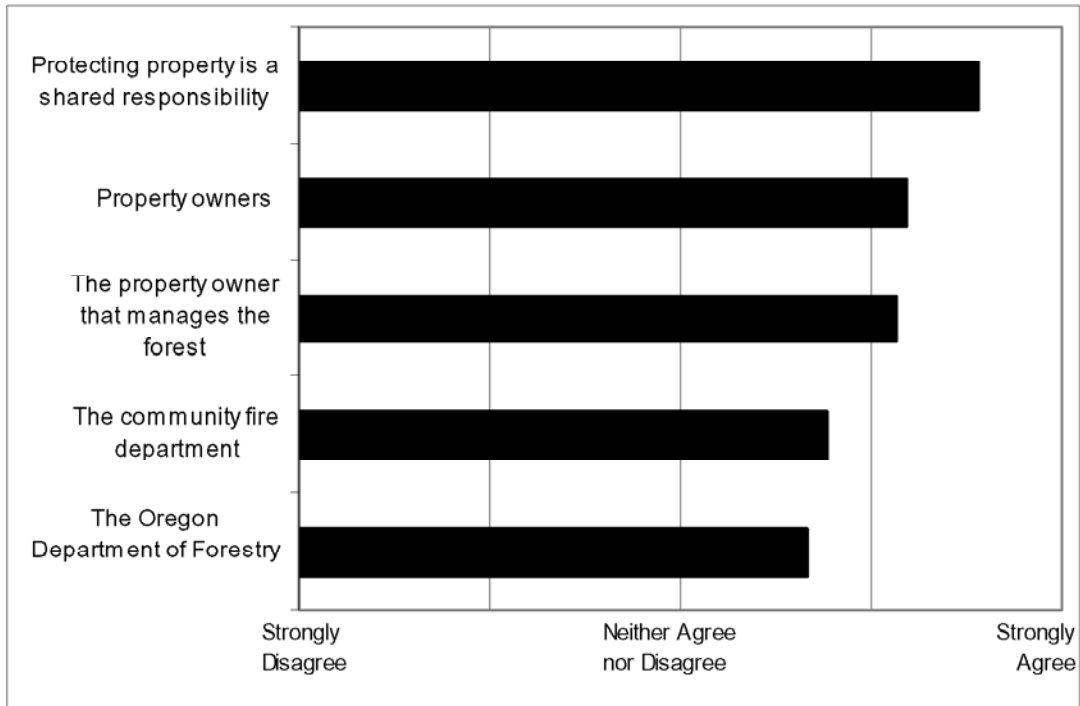 Protecting property is a
shared responsibility
Property owners
The property owner
that manages the
forest
The community fire
department
The Oregon
Department of Forestry
Strongly
Disagree
Neither Agree
nor Disagree
Strongly
Agree